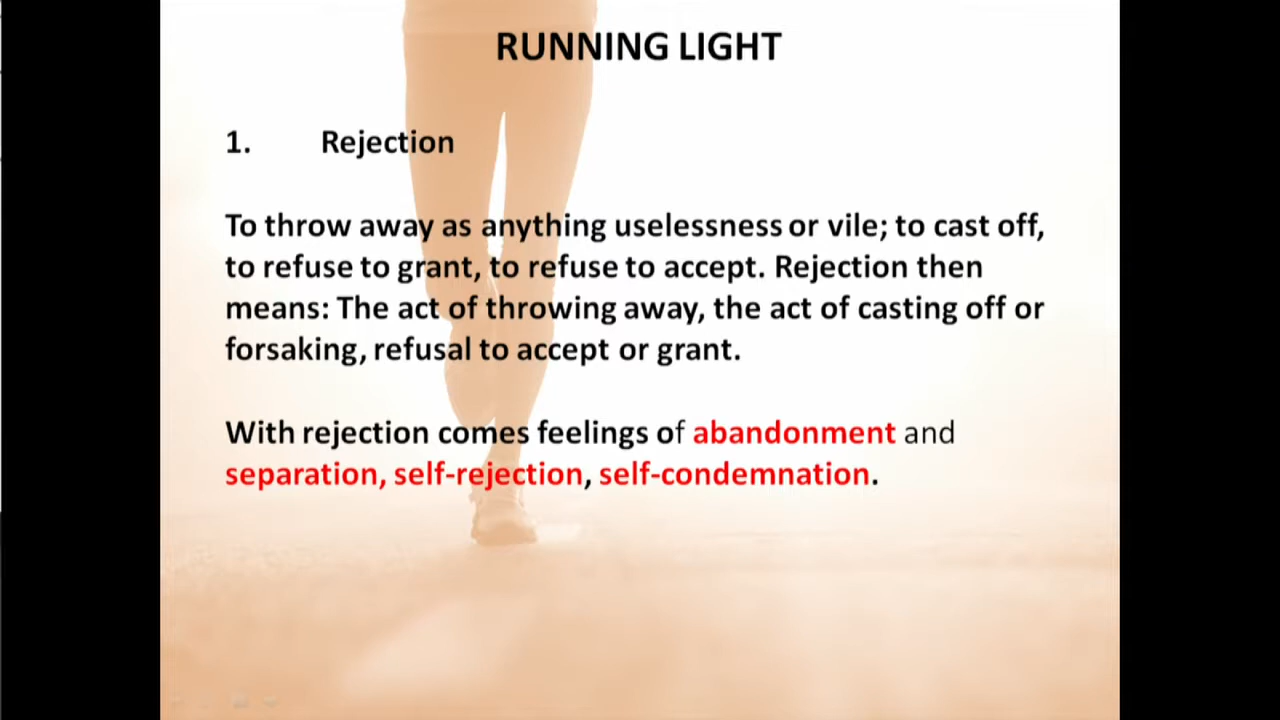 RUNNING LIGHT
1. Rejection
To throw away as anything uselessness or vile; to cast off,
to refuse to grant, to refuse to accept. Rejection then
means: The act of throwing away, the act of casting off or
forsaking, refusal to accept or grant.
With rejection comes feelings of abandonment and
separation, self-rejection, self-condemnation.